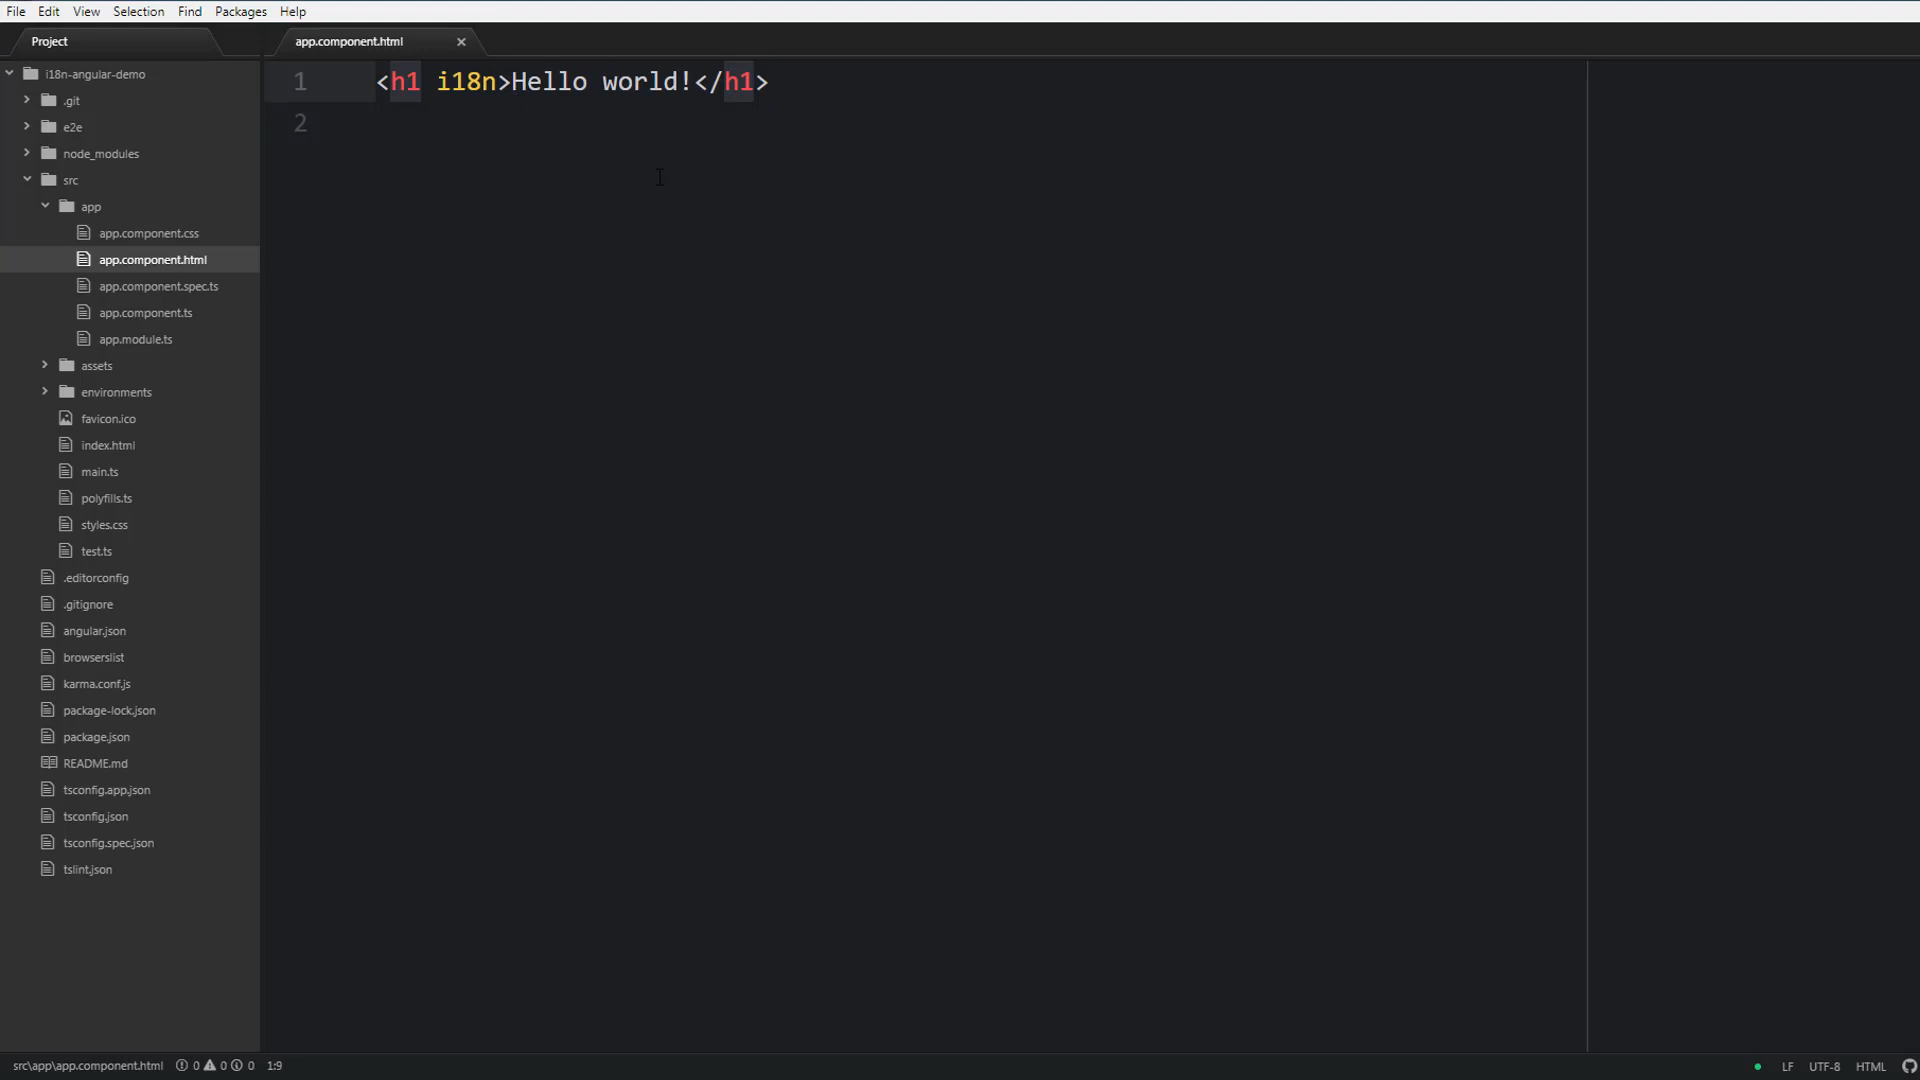 File Edit View Selection Find Packages Help
Project
app.component.html
i18n-angular-demo
.git
e2e
node_modules
src
app
app.component.css
app.component.html
app.component.spec.ts
app.component.ts
app.module.ts
assets
environments
favicon.ico
index.html
main.ts
polyfills.ts
styles.css
test.ts
.editorconfig
.gitignore
angular.json
browserslist
karma.conf.js
package-lock.json
package.json
README.md
tsconfig.app.json
tsconfig.json
tsconfig.spec.json
tslint.json
1 <h1 i18n>Hello world!</h1>
2
src\app\app.component.html 0 0 0 1:9 LF UTF-8 HTML